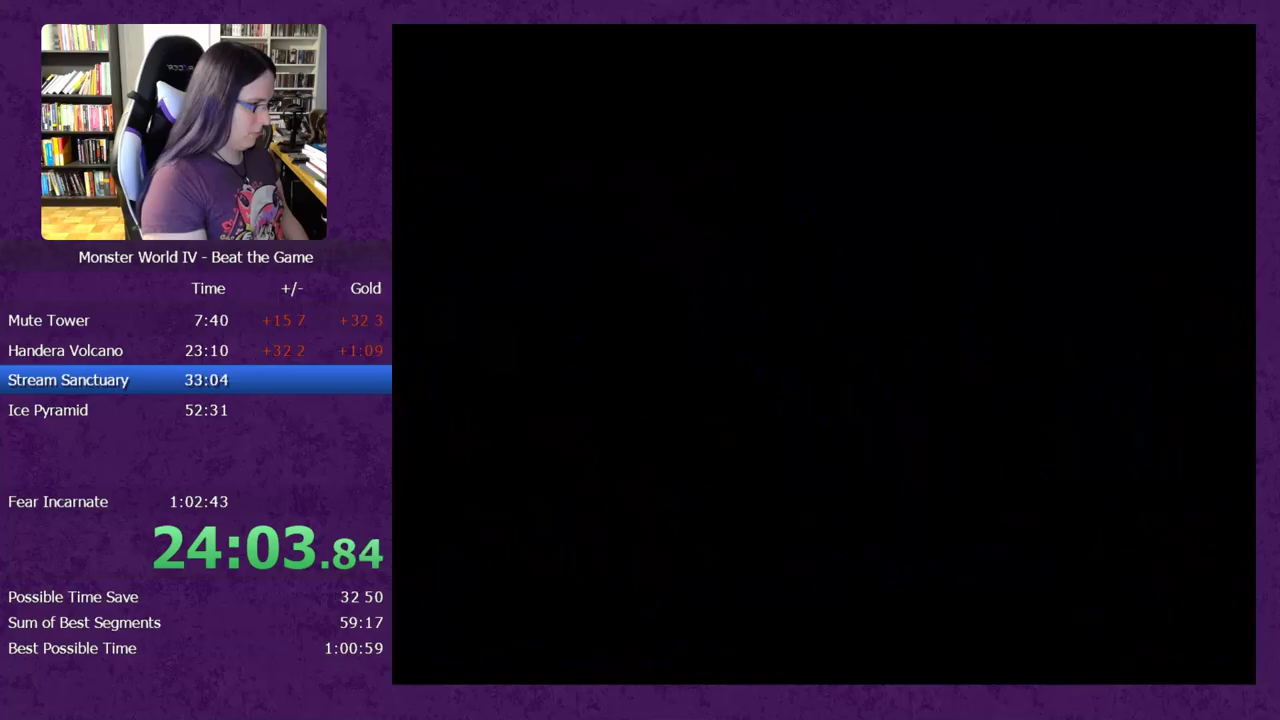 Monster World IV - Beat the Game
Time +/- Gold
Mute Tower 7:40 +15 7 +32 3
Handera Volcano 23:10 +32 2 +1:09
Stream Sanctuary 33:04
Ice Pyramid 52:31
Fear Incarnate 1:02:43
24:03.84
Possible Time Save 32 50
Sum of Best Segments 59:17
Best Possible Time 1:00:59